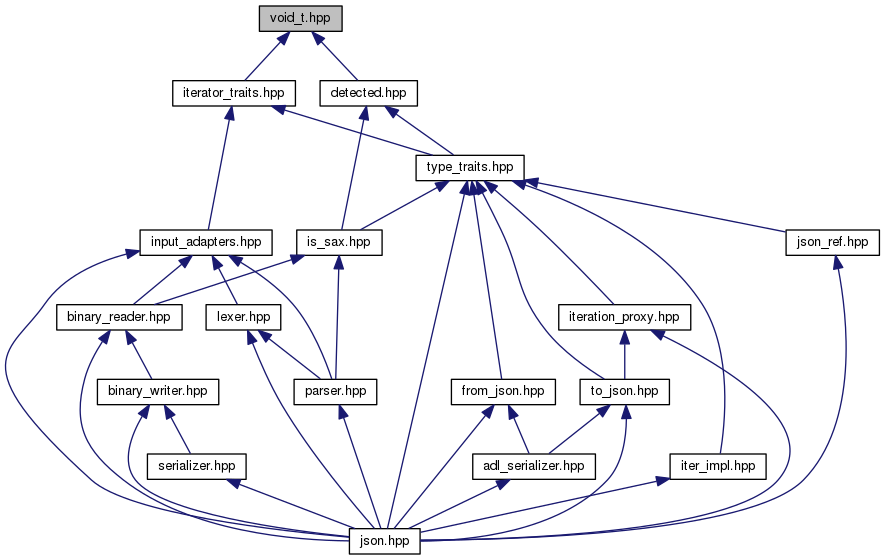 void_t.hpp
iterator_traits.hpp
detected.hpp
type_traits.hpp
input_adapters.hpp
is_sax.hpp
json_ref.hpp
binary_reader.hpp
lexer.hpp
iteration_proxy.hpp
binary_writer.hpp
parser.hpp
from_json.hpp
to_json.hpp
serializer.hpp
adl_serializer.hpp
iter_impl.hpp
json.hpp